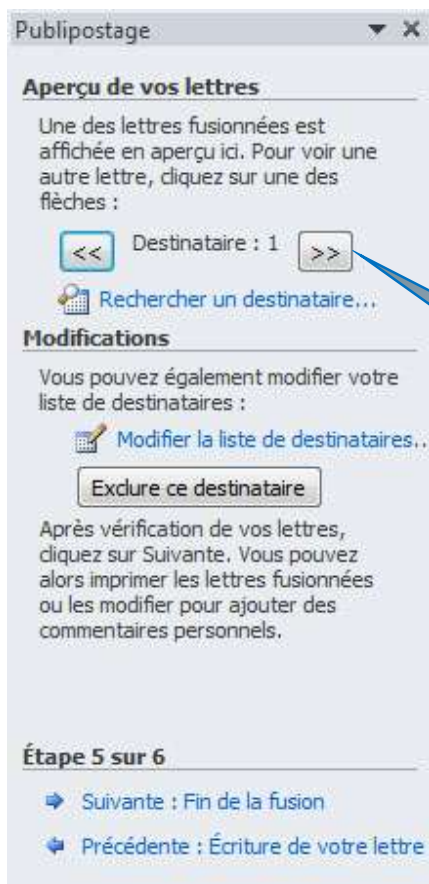 Publipostage
Aperçu de vos lettres
Une des lettres fusionnées est
affichée en aperçu ici. Pour voir une
autre lettre, cliquez sur une des
flèches :
<< Destinataire : 1 >>
Rechercher un destinataire...
Modifications
Vous pouvez également modifier votre
liste de destinataires :
Modifier la liste de destinataires..
Exclure ce destinataire
Après vérification de vos lettres,
cliquez sur Suivante. Vous pouvez
alors imprimer les lettres fusionnées
ou les modifier pour ajouter des
commentaires personnels.
Étape 5 sur 6
Suivante : Fin de la fusion
Précédente : Écriture de votre lettre